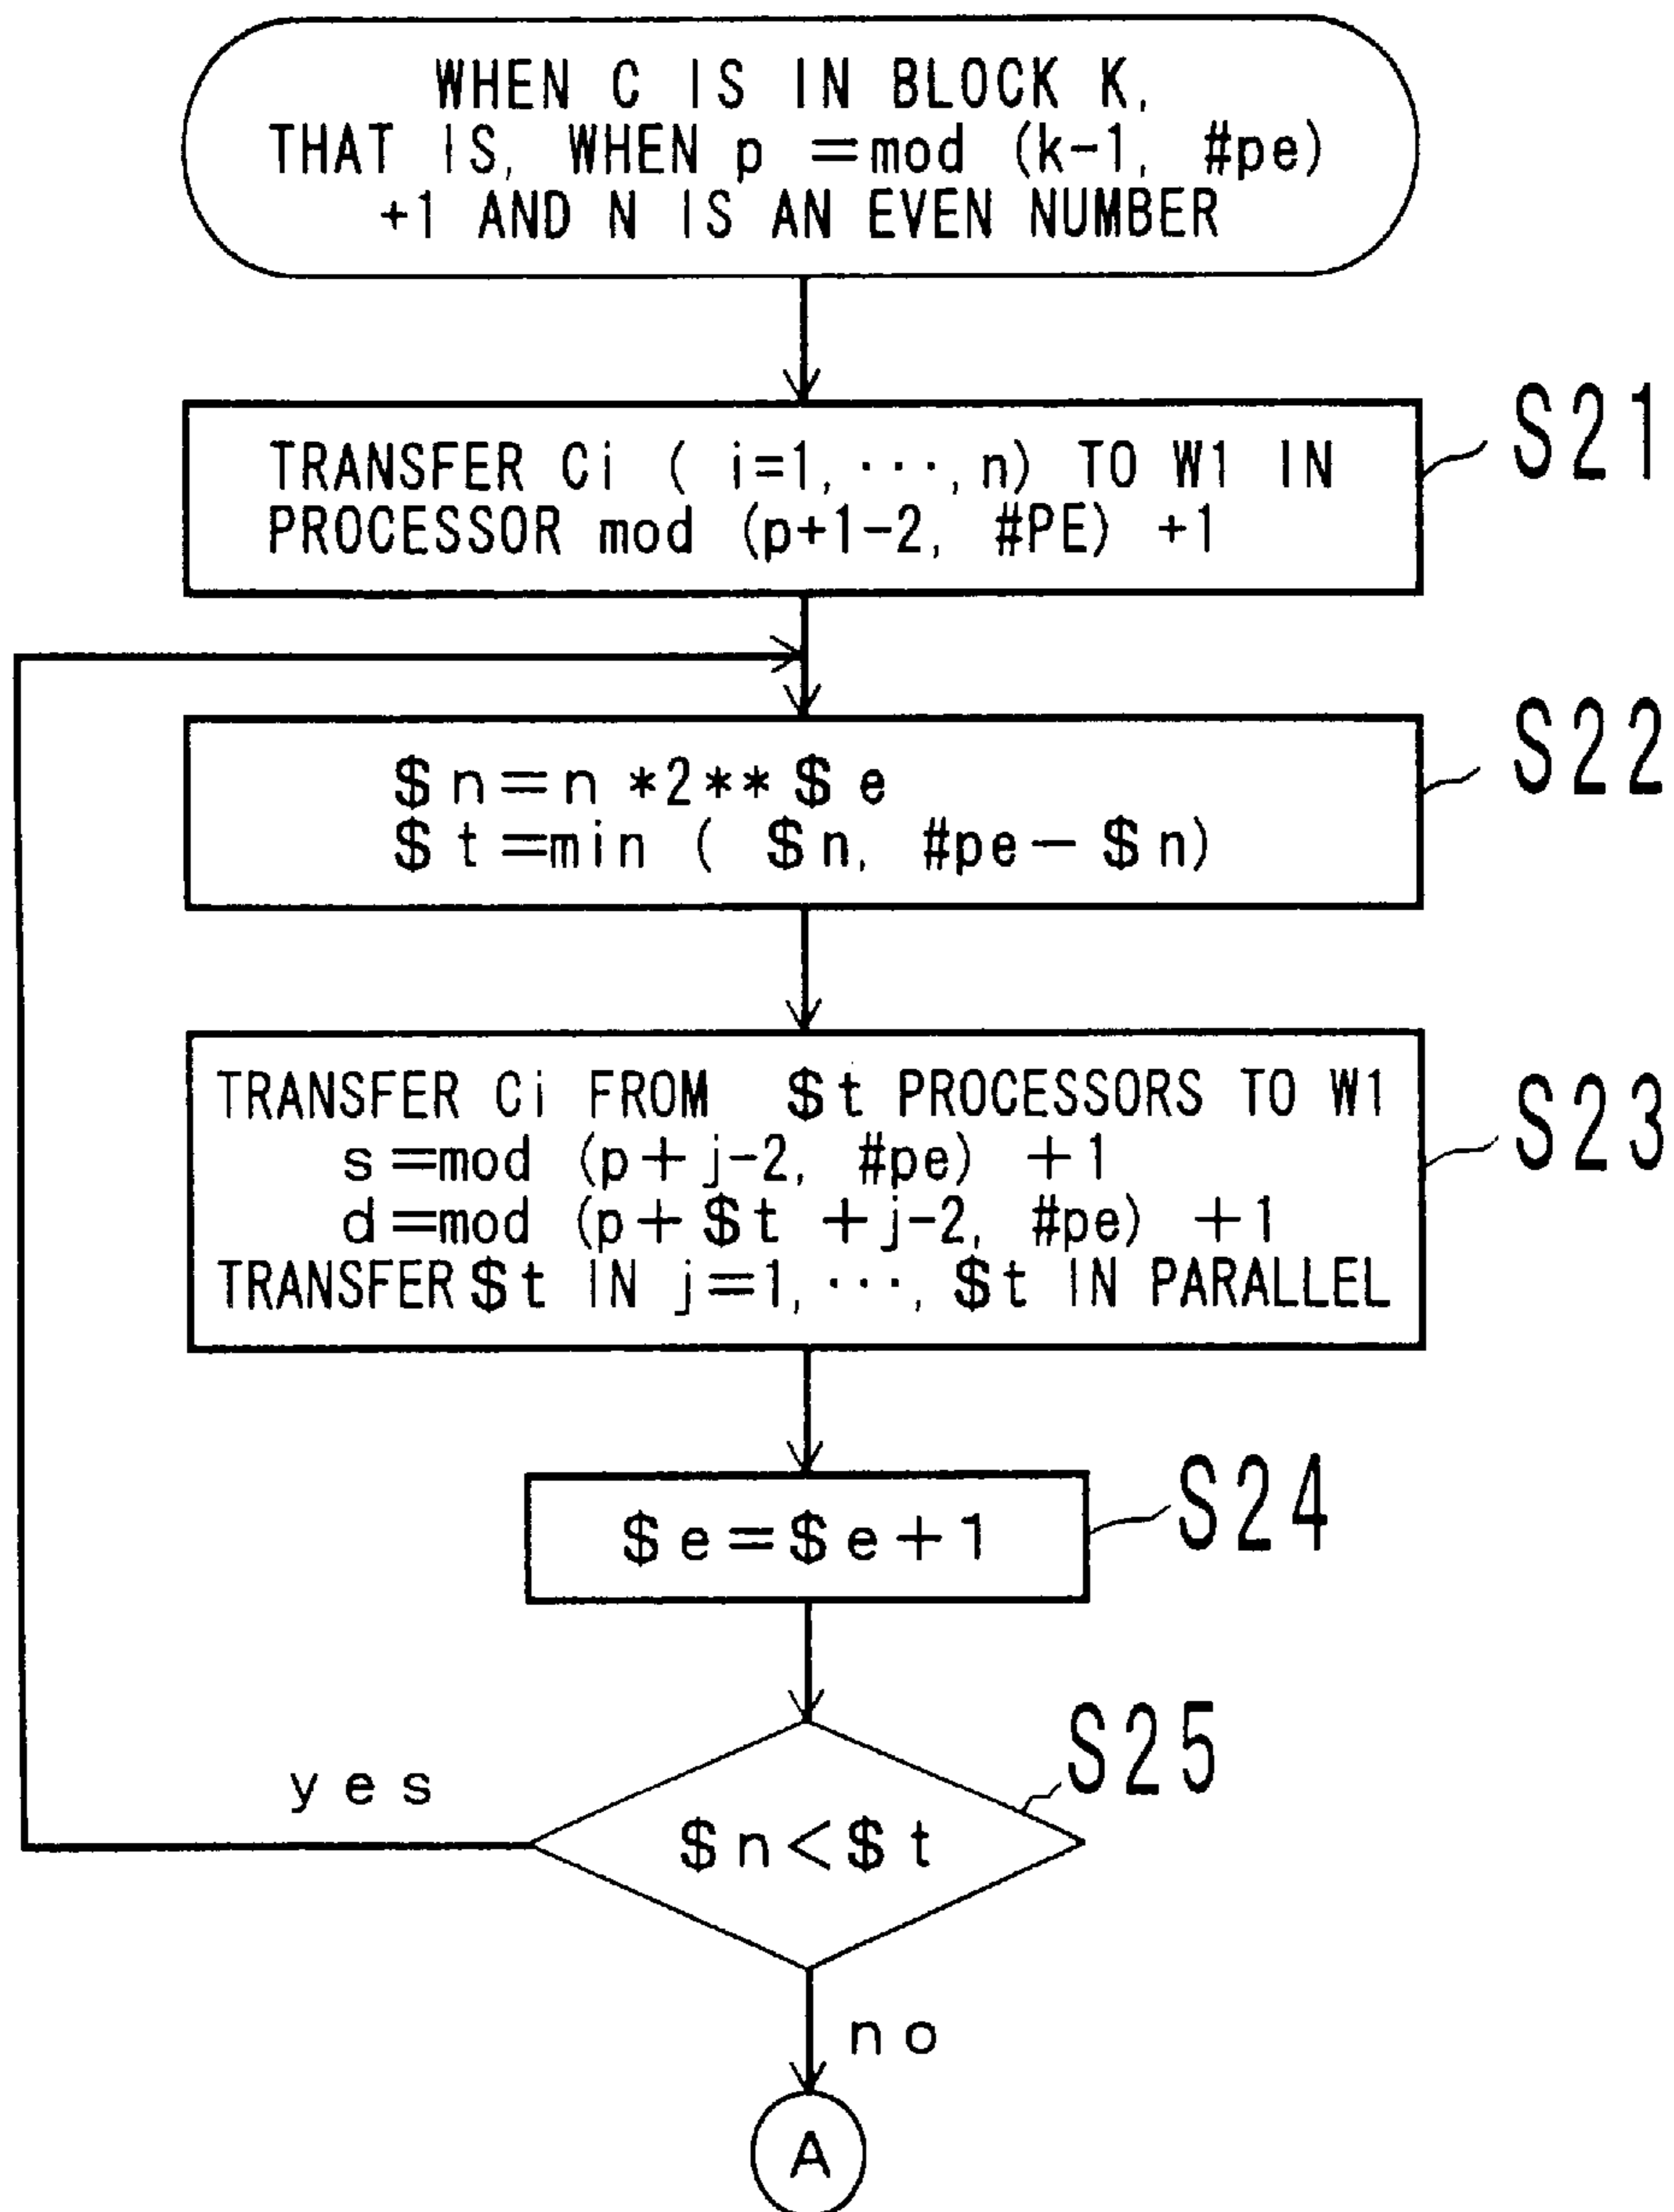 WHEN C IS IN BLOCK K,
THAT IS, WHEN p =mod (k-1, #pe)
+1 AND N IS AN EVEN NUMBER
TRANSFER Ci ( i=1, ···, n) TO W1 IN
PROCESSOR mod (p+1-2, #PE) +1
S21
$n=n *2** $e
$t=min ( $n, #pe- $n)
S22
TRANSFER Ci FROM $t PROCESSORS TO W1
s=mod (p+j-2, #pe) +1
d=mod (p+$t +j-2, #pe) +1
TRANSFER $t IN j=1, ···, $t IN PARALLEL
S23
$e=$e+1
S24
S25
yes
$n<$t
no
A